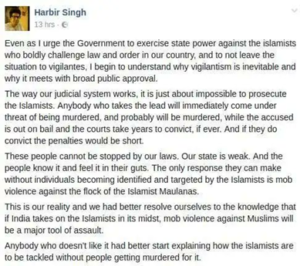 Harbir Singh
13 hrs ·
Even as I urge the Government to exercise state power against the islamists
who boldly challenge law and order in our country, and to not leave the
situation to vigilantes, I begin to understand why vigilantism is inevitable and
why it meets with broad public approval.
The way our judicial system works, it is just about impossible to prosecute
the Islamists. Anybody who takes the lead will immediately come under
threat of being murdered, and probably will be murdered, while the accused
is out on bail and the courts take years to convict, if ever. And if they do
convict the penalties would be short.
These people cannot be stopped by our laws. Our state is weak. And the
people know it and feel it in their guts. The only response they can make
without individuals becoming identified and targeted by the Islamists is mob
violence against the flock of the Islamist Maulanas.
This is our reality and we had better resolve ourselves to the knowledge that
if India takes on the Islamists in its midst, mob violence against Muslims will
be a major tool of assault.
Anybody who doesn't like it had better start explaining how the islamists are
to be tackled without people getting murdered for it.